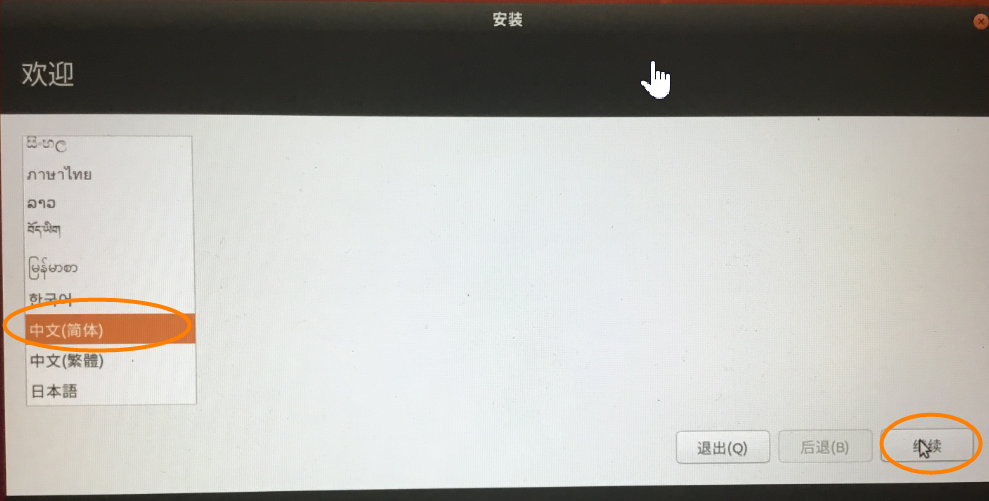 安装
欢迎
සිංහල
ภาษาไทย
ລາວ
བོད་ཡིག
မြန်မာစာ
한국어
中文(简体)
中文(繁體)
日本語
退出(Q)
后退(B)
继续